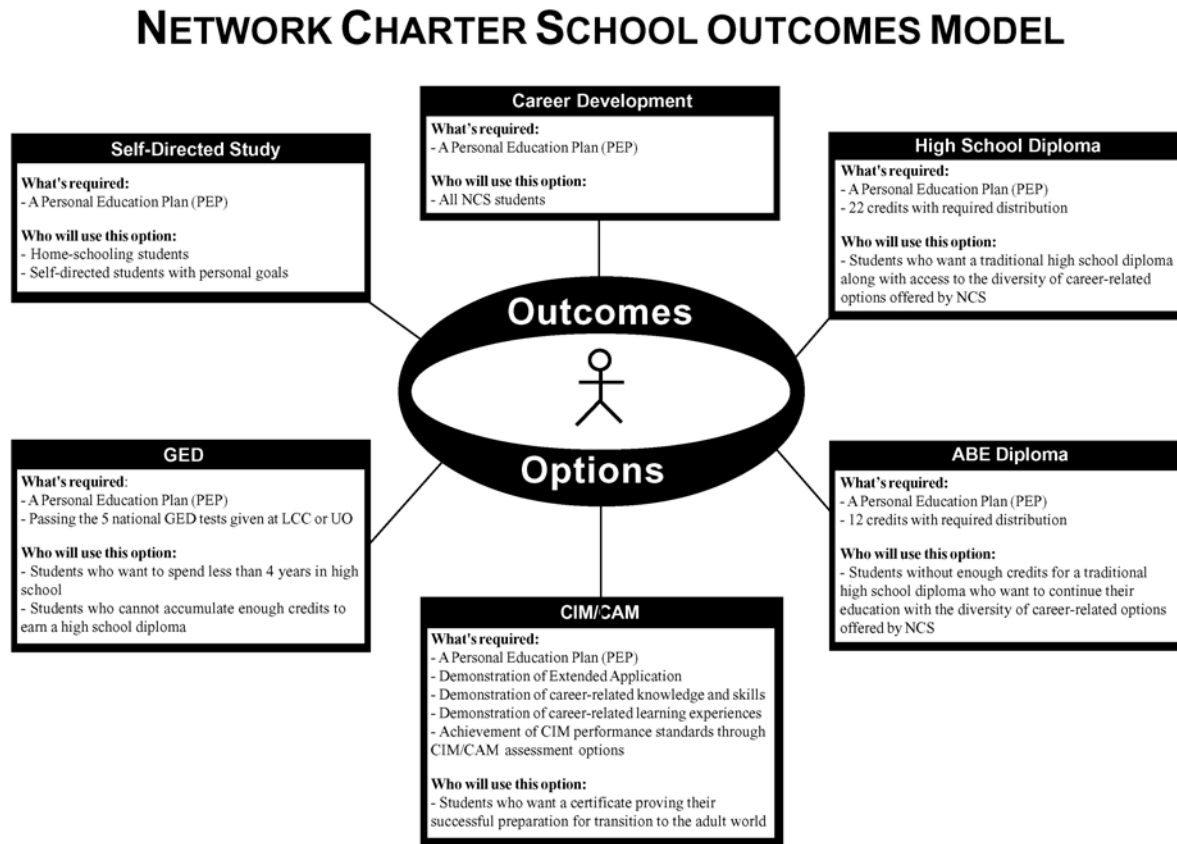 NETWORK CHARTER SCHOOL OUTCOMES MODEL
Career Development
What's required:
- A Personal Education Plan (PEP)
Who will use this option:
- All NCS students
Self-Directed Study
What's required:
- A Personal Education Plan (PEP)
Who will use this option:
- Home-schooling students
- Self-directed students with personal goals
High School Diploma
What's required:
- A Personal Education Plan (PEP)
- 22 credits with required distribution
Who will use this option:
- Students who want a traditional high school diploma
along with access to the diversity of career-related
options offered by NCS
Outcomes
Options
GED
What's required:
- A Personal Education Plan (PEP)
- Passing the 5 national GED tests given at LCC or UO
Who will use this option:
- Students who want to spend less than 4 years in high
school
- Students who cannot accumulate enough credits to
earn a high school diploma
ABE Diploma
What's required:
- A Personal Education Plan (PEP)
- 12 credits with required distribution
Who will use this option:
- Students without enough credits for a traditional
high school diploma who want to continue their
education with the diversity of career-related options
offered by NCS
CIM/CAM
What's required:
- A Personal Education Plan (PEP)
- Demonstration of Extended Application
- Demonstration of career-related knowledge and skills
- Demonstration of career-related learning experiences
- Achievement of CIM performance standards through
CIM/CAM assessment options
Who will use this option:
- Students who want a certificate proving their
successful preparation for transition to the adult world